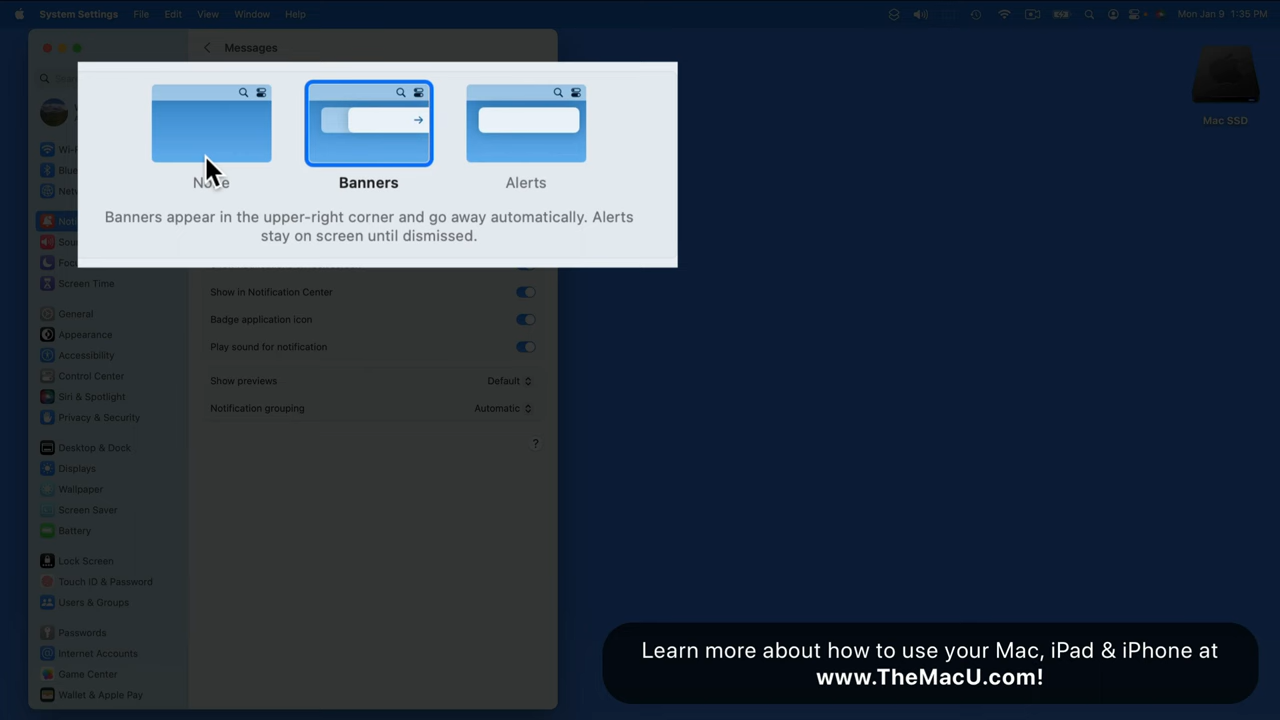 System Settings File Edit View Window Help
Mon Jan 9 1:35 PM
Messages
None
Banners
Alerts
Banners appear in the upper-right corner and go away automatically. Alerts
stay on screen until dismissed.
Show in Notification Center
Badge application icon
Play sound for notification
Show previews Default
Notification grouping Automatic
?
Screen Time
General
Appearance
Accessibility
Control Center
Siri & Spotlight
Privacy & Security
Desktop & Dock
Displays
Wallpaper
Screen Saver
Battery
Lock Screen
Touch ID & Password
Users & Groups
Passwords
Internet Accounts
Game Center
Wallet & Apple Pay
Mac SSD
Learn more about how to use your Mac, iPad & iPhone at
www.TheMacU.com!